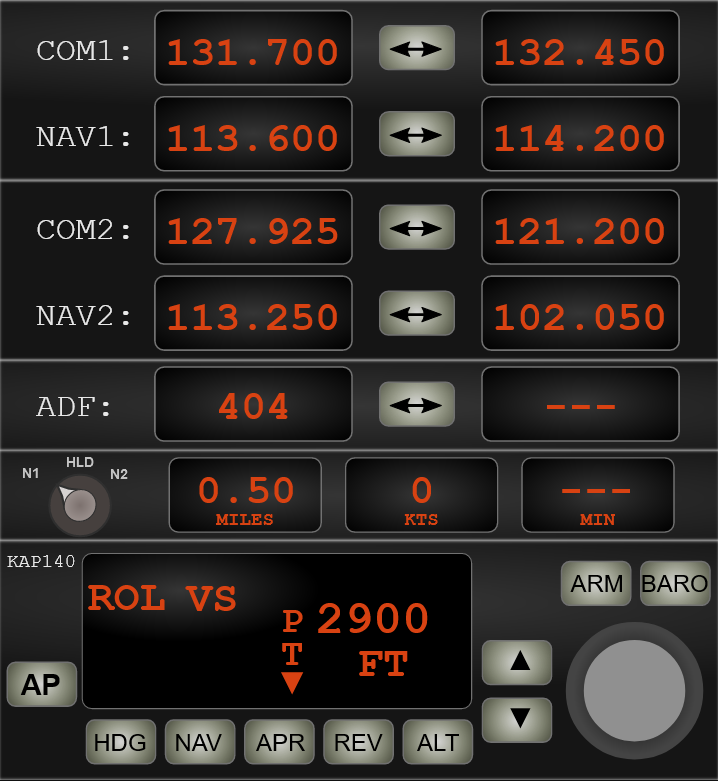 COM1: 131.700 132.450
NAV1: 113.600 114.200
COM2: 127.925 121.200
NAV2: 113.250 102.050
ADF: 404 ---
N1 HLD N2
0.50 0 ---
MILES KTS MIN
KAP140
ARM BARO
ROL VS
P 2900
T FT
AP
HDG NAV APR REV ALT